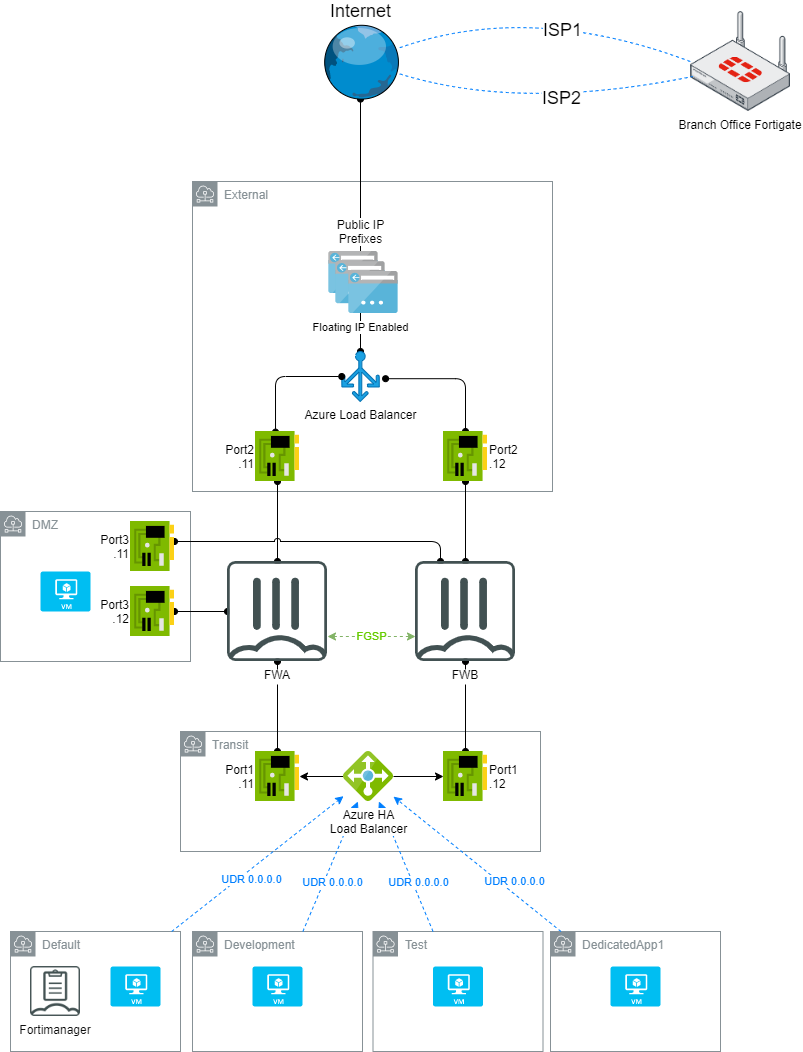 Internet
ISP1
ISP2
Branch Office Fortigate
External
Public IP
Prefixes
Floating IP Enabled
Azure Load Balancer
Port2
.11
Port2
.12
DMZ
Port3
.11
VM
Port3
.12
FGSP
FWA
FWB
Transit
Port1
.11
Port1
.12
Azure HA
Load Balancer
UDR 0.0.0.0
UDR 0.0.0.0
UDR 0.0.0.0
UDR 0.0.0.0
Default
Fortimanager
VM
Development
VM
Test
VM
DedicatedApp1
VM